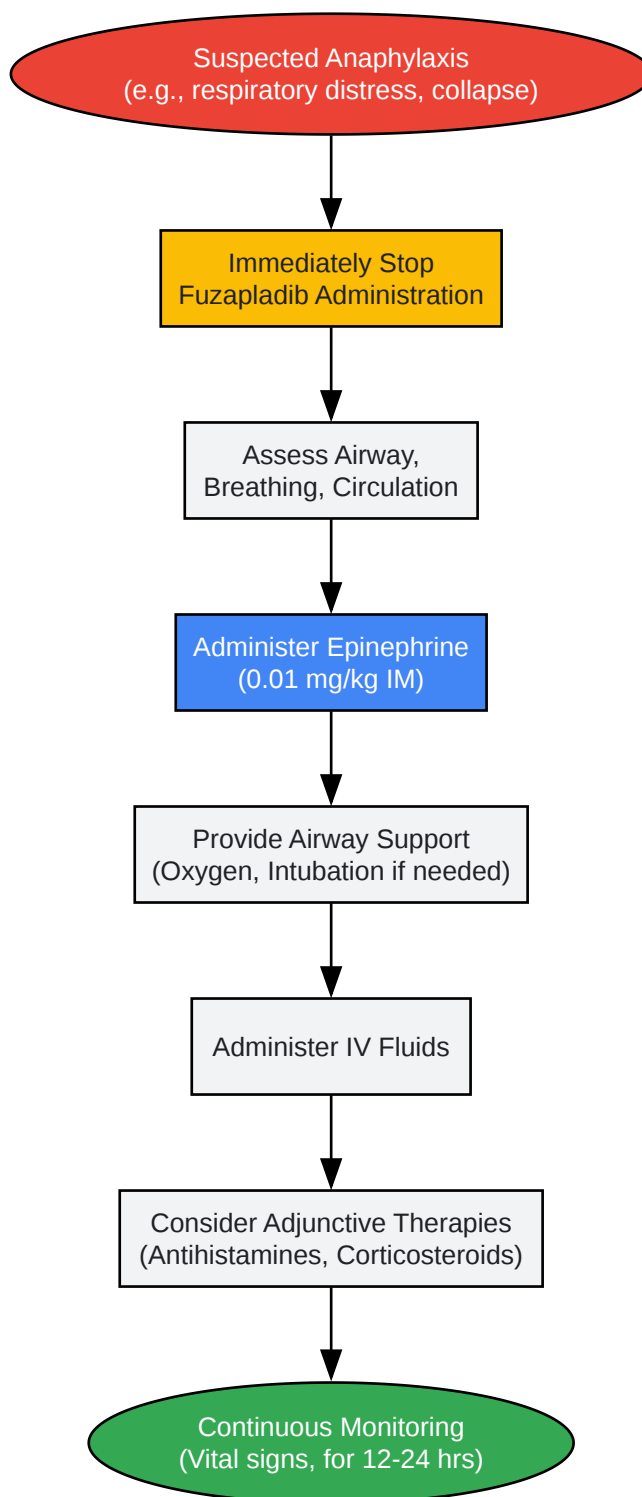 Suspected Anaphylaxis
(e.g., respiratory distress, collapse)
Immediately Stop
Fuzapladib Administration
Assess Airway,
Breathing, Circulation
Administer Epinephrine
(0.01 mg/kg IM)
Provide Airway Support
(Oxygen, Intubation if needed)
Administer IV Fluids
Consider Adjunctive Therapies
(Antihistamines, Corticosteroids)
Continuous Monitoring
(Vital signs, for 12-24 hrs)